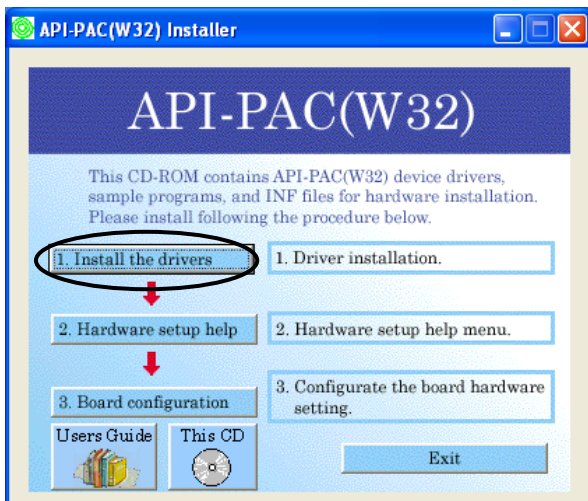 API-PAC(W32) Installer
API-PAC(W32)
This CD-ROM contains API-PAC(W32) device drivers,
sample programs, and INF files for hardware installation.
Please install following the procedure below.
1. Install the drivers
1. Driver installation.
2. Hardware setup help
2. Hardware setup help menu.
3. Board configuration
3. Configurate the board hardware
setting.
Users Guide
This CD
Exit